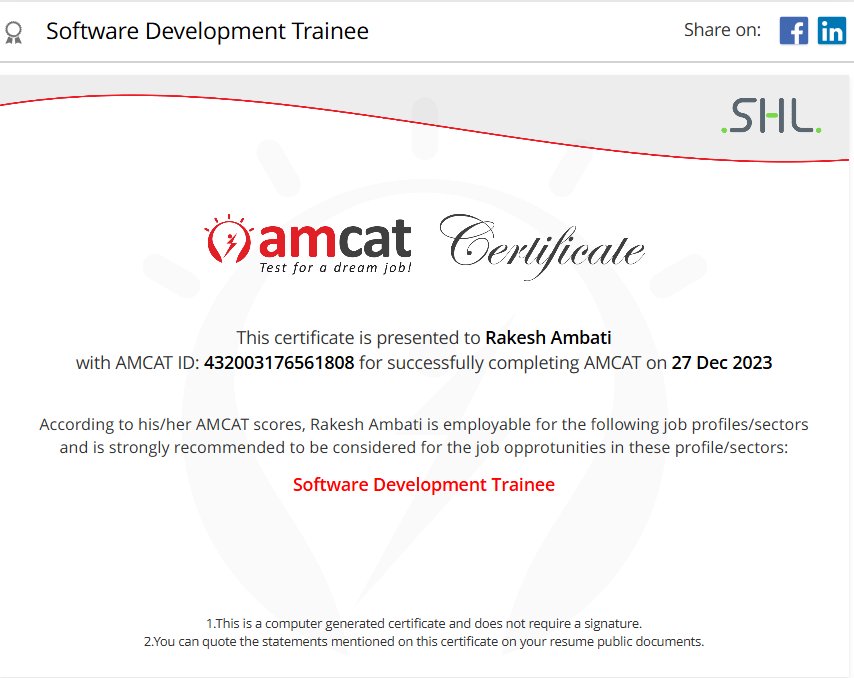 Software Development Trainee
Share on:
f
in
.SHL.
amcat
Certificate
Test for a dream job!
This certificate is presented to Rakesh Ambati
with AMCAT ID: 432003176561808 for successfully completing AMCAT on 27 Dec 2023
According to his/her AMCAT scores, Rakesh Ambati is employable for the following job profiles/sectors
and is strongly recommended to be considered for the job opprotunities in these profile/sectors:
Software Development Trainee
1.This is a computer generated certificate and does not require a signature.
2.You can quote the statements mentioned on this certificate on your resume public documents.